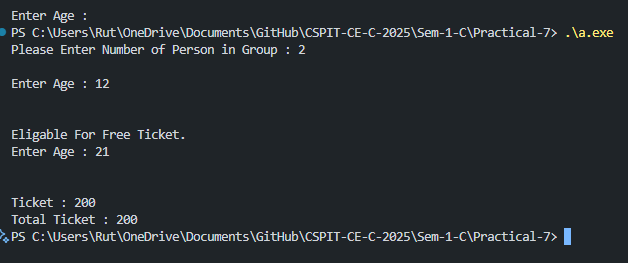 Enter Age :
PS C:\Users\Rut\OneDrive\Documents\GitHub\CSPIT-CE-C-2025\Sem-1-C\Practical-7> .\a.exe
Please Enter Number of Person in Group : 2
Enter Age : 12
Eligable For Free Ticket.
Enter Age : 21
Ticket : 200
Total Ticket : 200
PS C:\Users\Rut\OneDrive\Documents\GitHub\CSPIT-CE-C-2025\Sem-1-C\Practical-7>